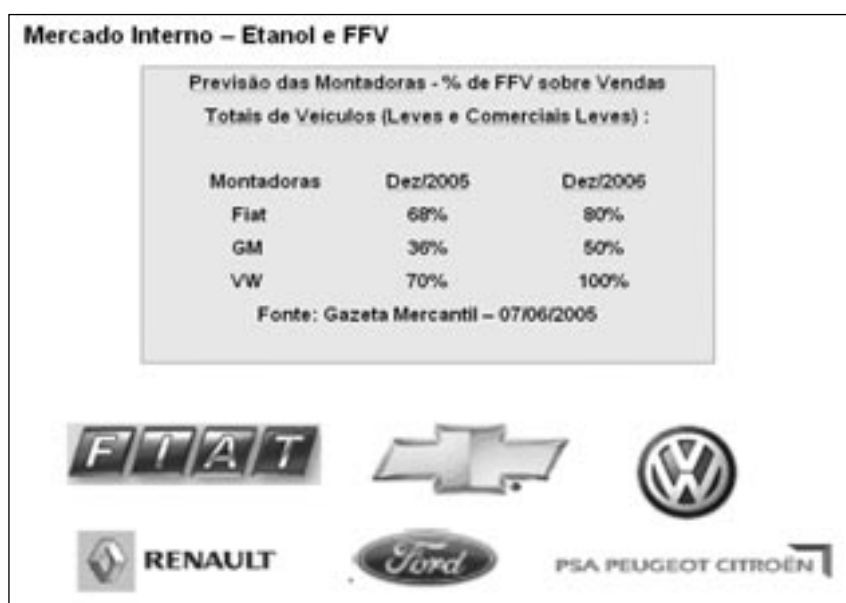 Mercado Interno – Etanol e FFV
Previsão das Montadoras - % de FFV sobre Vendas
Totais de Veículos (Leves e Comerciais Leves) :
Montadoras Dez/2005 Dez/2006
Fiat 68% 80%
GM 36% 50%
VW 70% 100%
Fonte: Gazeta Mercantil – 07/06/2005
FIAT
VW
RENAULT
Ford
PSA PEUGEOT CITROËN